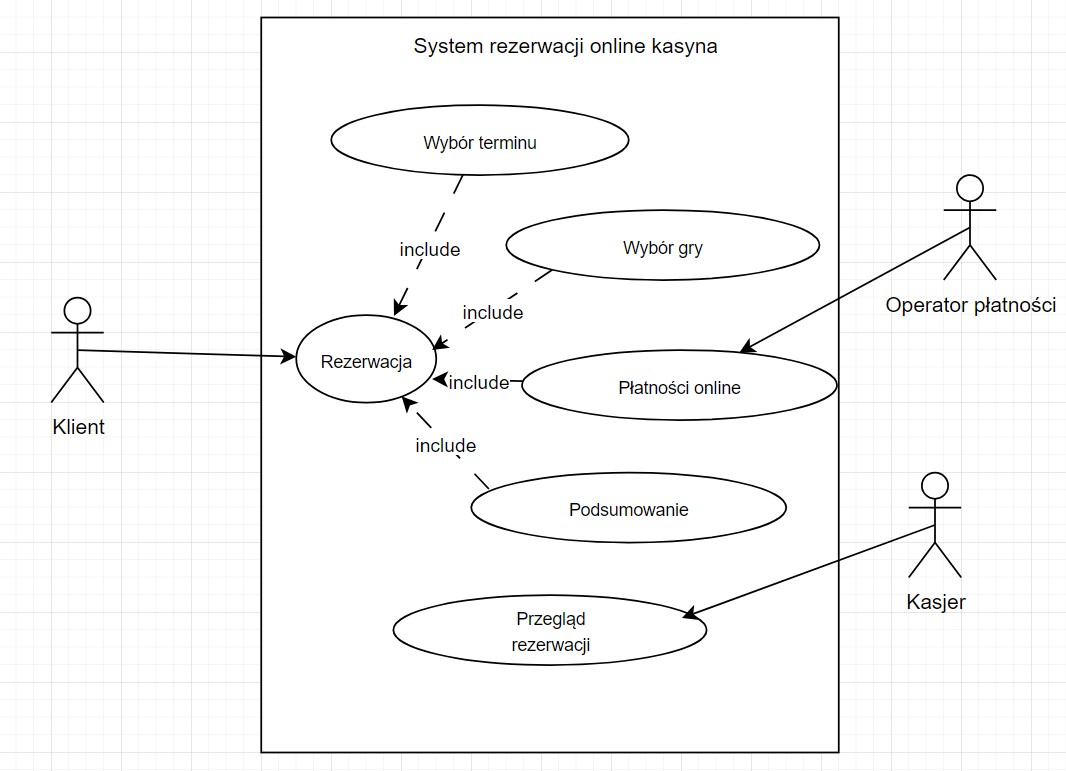 System rezerwacji online kasyna
Wybór terminu
include
Wybór gry
include
Operator płatności
Rezerwacja
include
Płatności online
Klient
include
Podsumowanie
Kasjer
Przegląd
rezerwacji